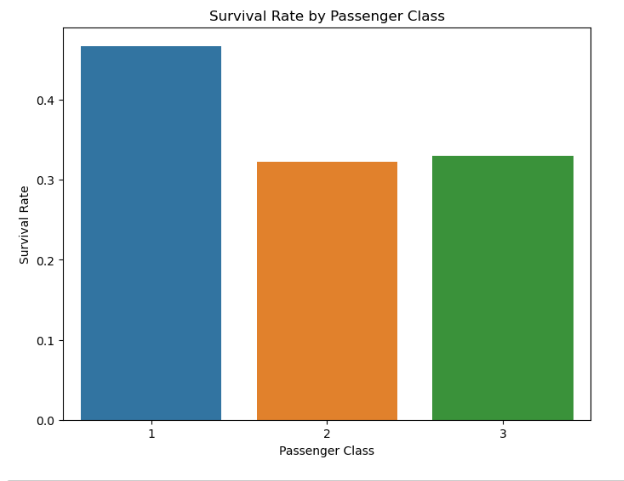 Survival Rate by Passenger Class
0.4
0.3
0.2
0.1
0.0
Survival Rate
1 2 3
Passenger Class